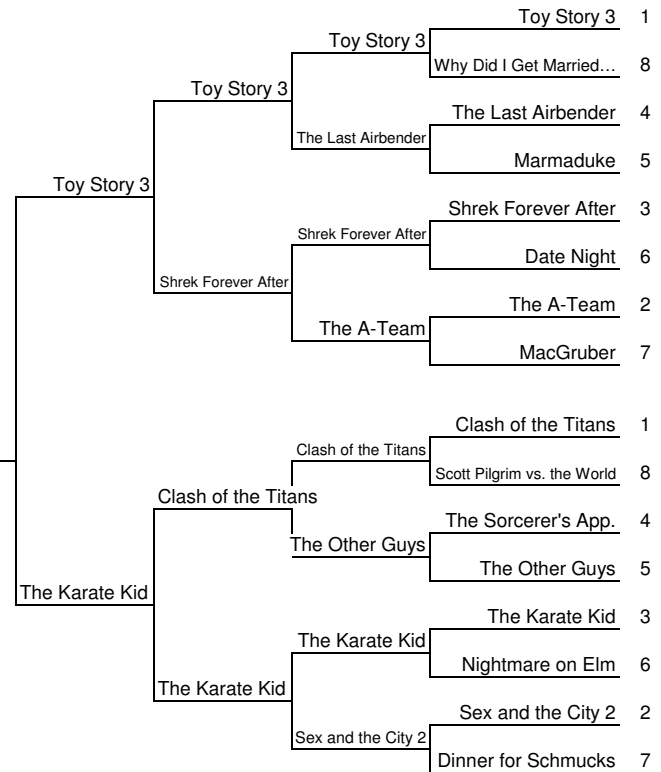 Toy Story 3 1
Toy Story 3
Why Did I Get Married… 8
Toy Story 3
The Last Airbender 4
The Last Airbender
Marmaduke 5
Toy Story 3
Shrek Forever After 3
Shrek Forever After
Date Night 6
Shrek Forever After
The A-Team 2
The A-Team
MacGruber 7
Clash of the Titans 1
Clash of the Titans
Scott Pilgrim vs. the World 8
Clash of the Titans
The Sorcerer's App. 4
The Other Guys
The Other Guys 5
The Karate Kid
The Karate Kid 3
The Karate Kid
Nightmare on Elm 6
The Karate Kid
Sex and the City 2 2
Sex and the City 2
Dinner for Schmucks 7